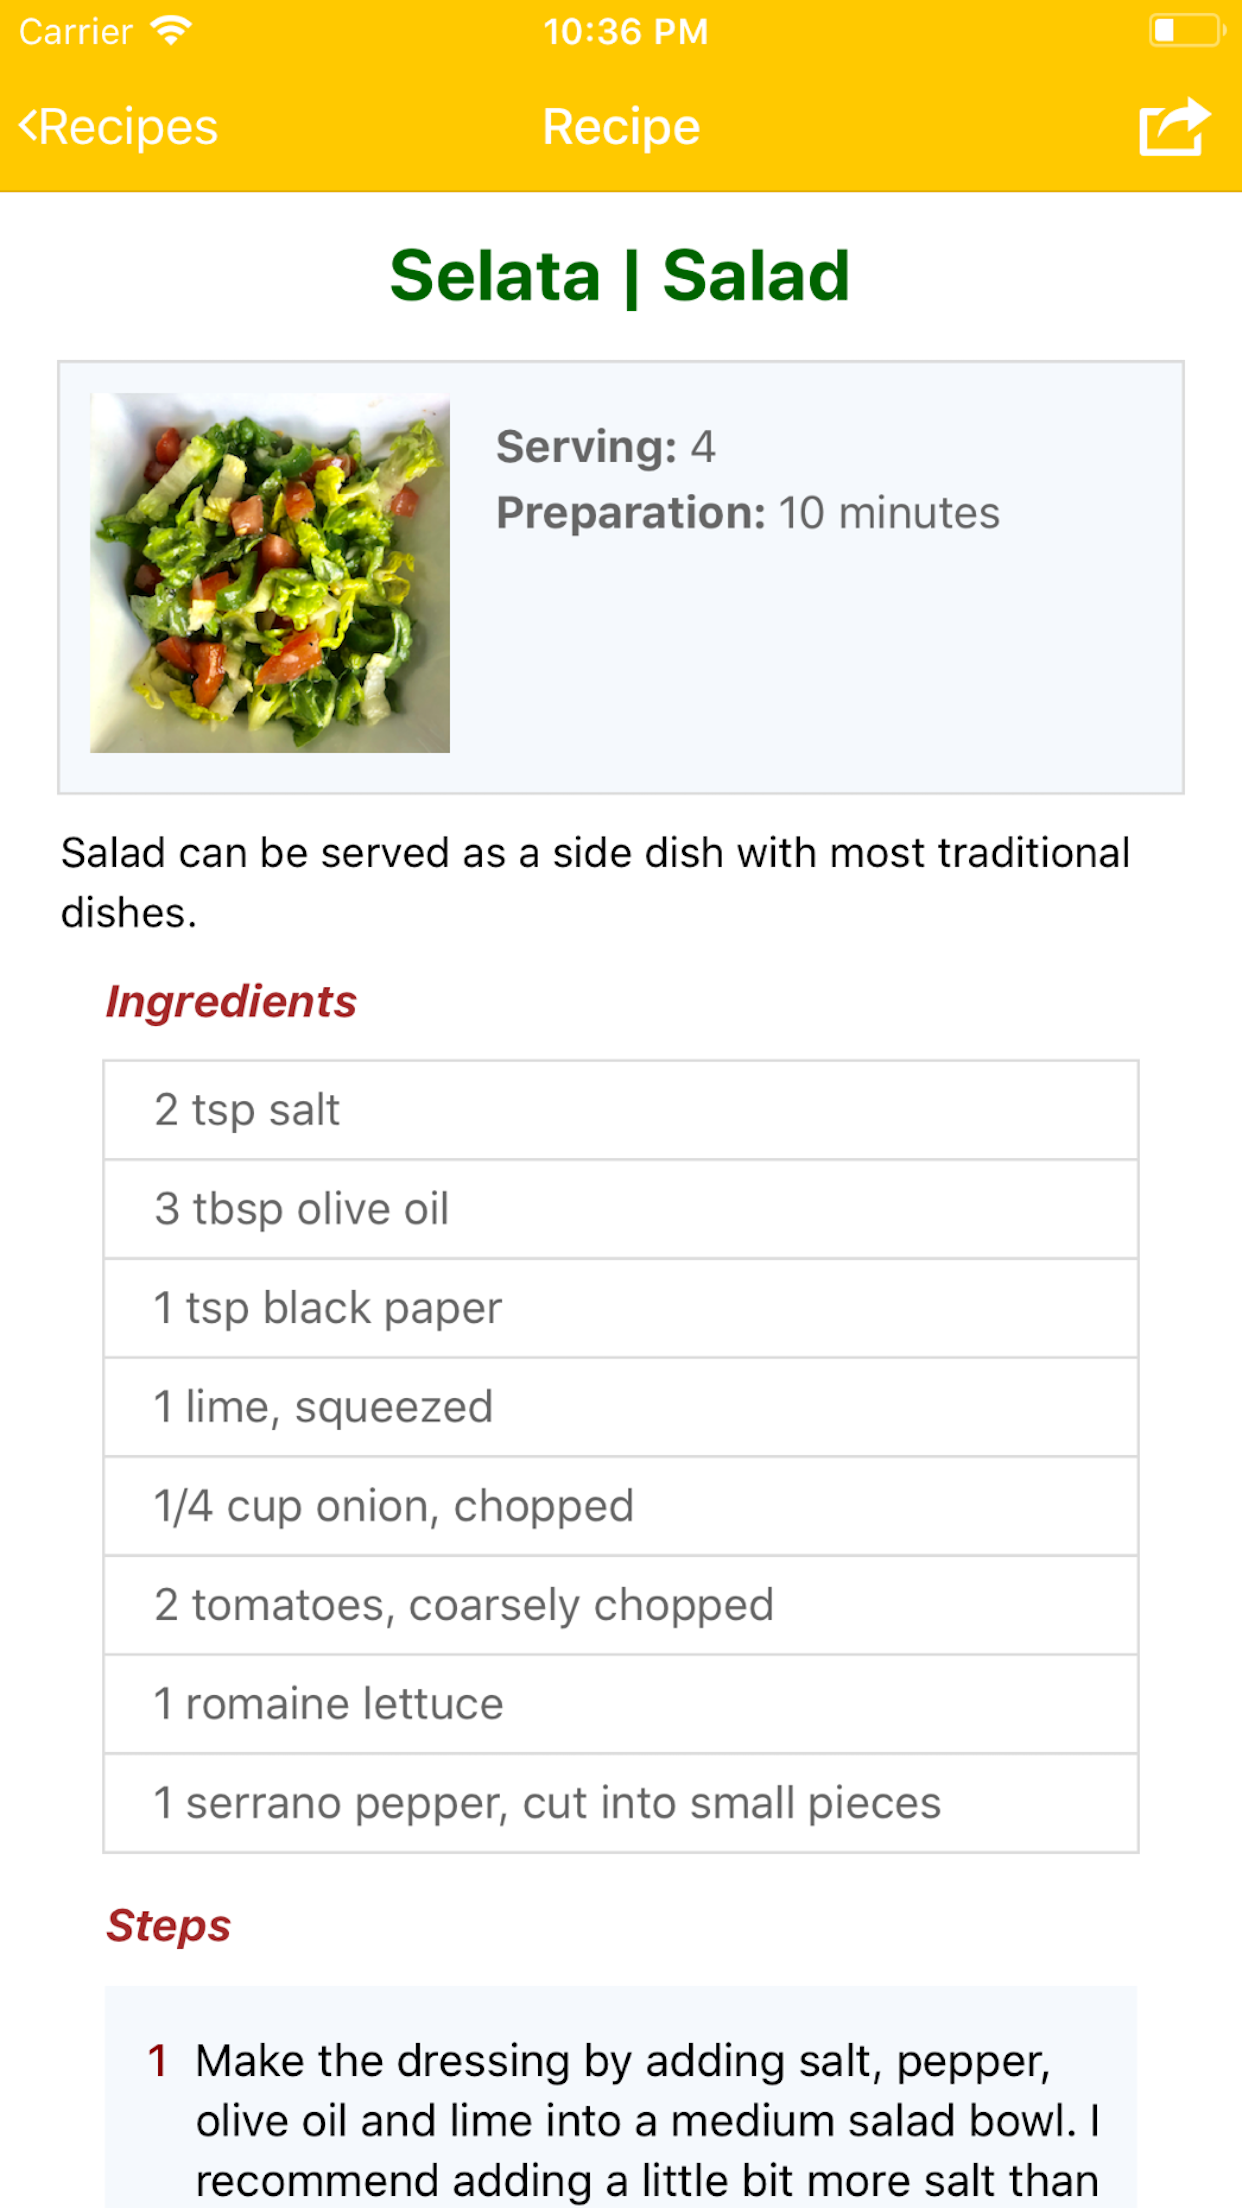 Carrier 10:36 PM
<Recipes Recipe
Selata | Salad
Serving: 4
Preparation: 10 minutes
Salad can be served as a side dish with most traditional
dishes.
Ingredients
2 tsp salt
3 tbsp olive oil
1 tsp black paper
1 lime, squeezed
1/4 cup onion, chopped
2 tomatoes, coarsely chopped
1 romaine lettuce
1 serrano pepper, cut into small pieces
Steps
1 Make the dressing by adding salt, pepper,
olive oil and lime into a medium salad bowl. I
recommend adding a little bit more salt than